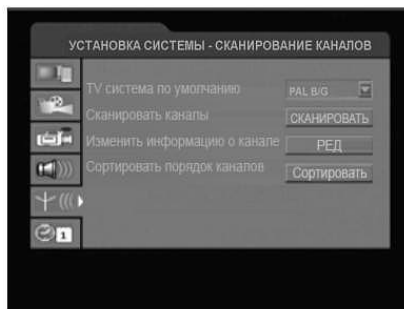 УСТАНОВКА СИСТЕМЫ - СКАНИРОВАНИЕ КАНАЛОВ
TV система по умолчанию PAL B/G
Сканировать каналы СКАНИРОВАТЬ
Изменить информацию о канале РЕД
Сортировать порядок каналов Сортировать
1